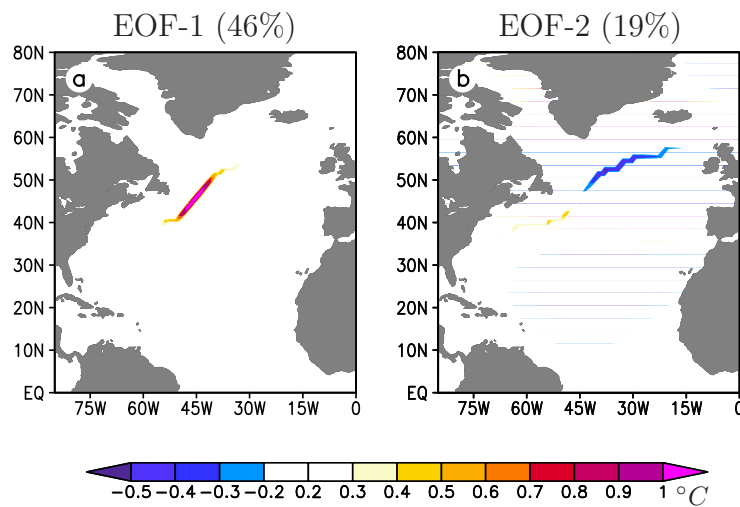 EOF-1 (46%) EOF-2 (19%)
80N 80N
a b
70N 70N
60N 60N
50N 50N
40N 40N
30N 30N
20N 20N
10N 10N
EQ EQ
75W 60W 45W 30W 15W 0 75W 60W 45W 30W 15W 0
−0.5 −0.4 −0.3 −0.2 0.2 0.3 0.4 0.5 0.6 0.7 0.8 0.9 1 °C